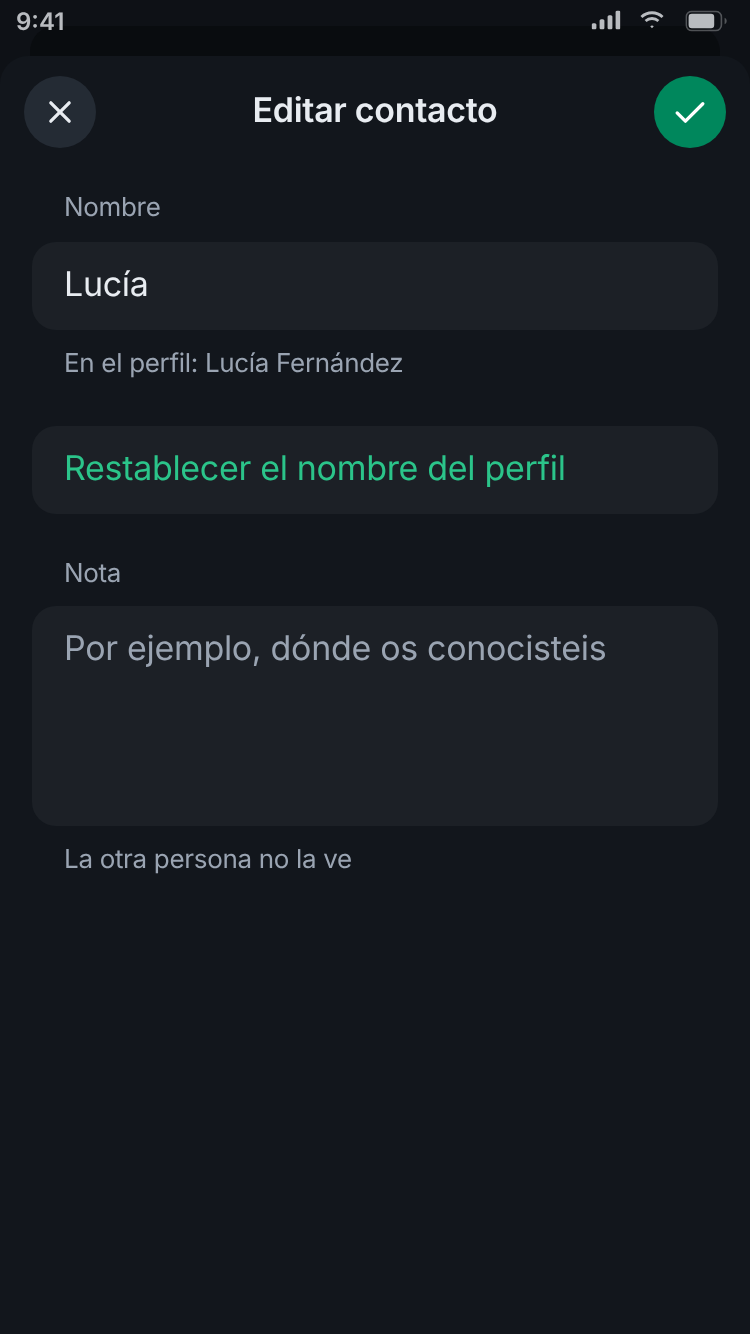 9:41
Editar contacto
Nombre
Lucía
En el perfil: Lucía Fernández
Restablecer el nombre del perfil
Nota
Por ejemplo, dónde os conocisteis
La otra persona no la ve